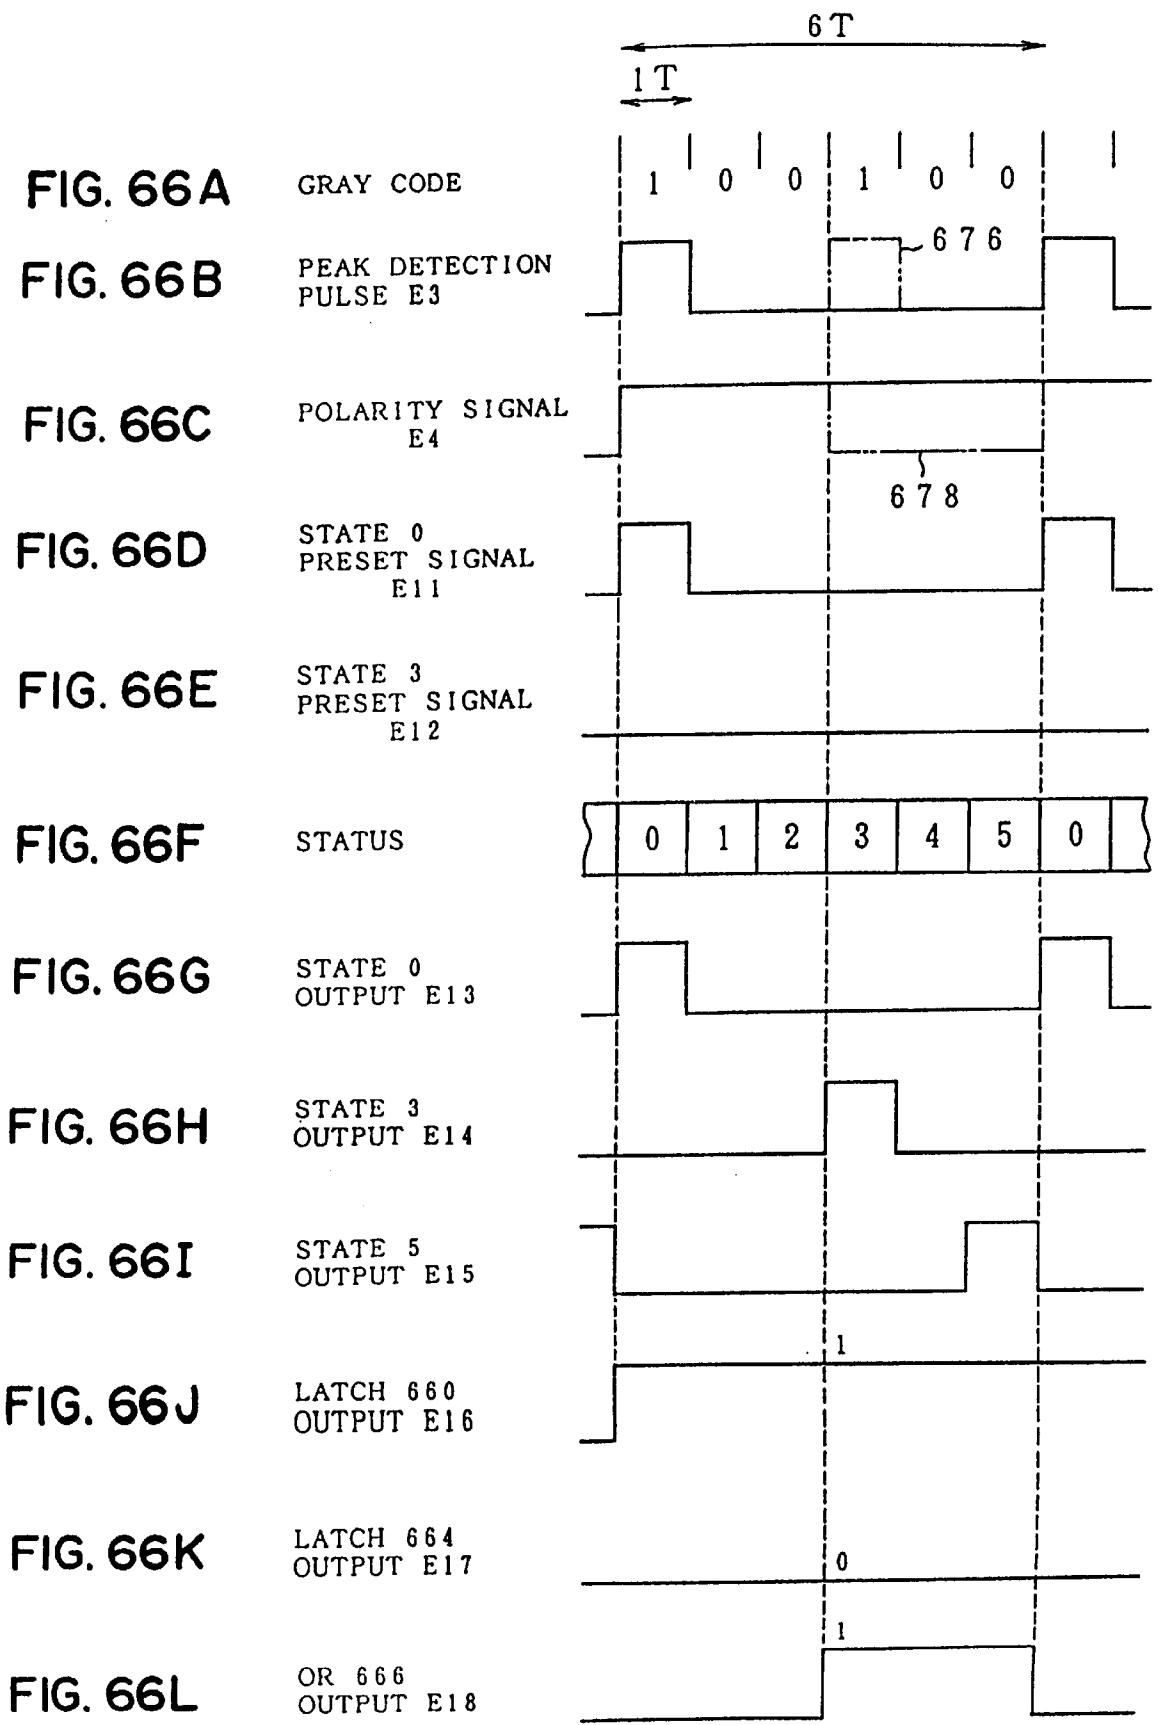 6T
1T
FIG. 66A GRAY CODE 1 0 0 1 0 0
FIG. 66B PEAK DETECTION
PULSE E3
676
FIG. 66C POLARITY SIGNAL
E4
678
FIG. 66D STATE 0
PRESET SIGNAL
E11
FIG. 66E STATE 3
PRESET SIGNAL
E12
FIG. 66F STATUS 0 1 2 3 4 5 0
FIG. 66G STATE 0
OUTPUT E13
FIG. 66H STATE 3
OUTPUT E14
FIG. 66I STATE 5
OUTPUT E15
1
FIG. 66J LATCH 660
OUTPUT E16
FIG. 66K LATCH 664
OUTPUT E17
0
1
FIG. 66L OR 666
OUTPUT E18